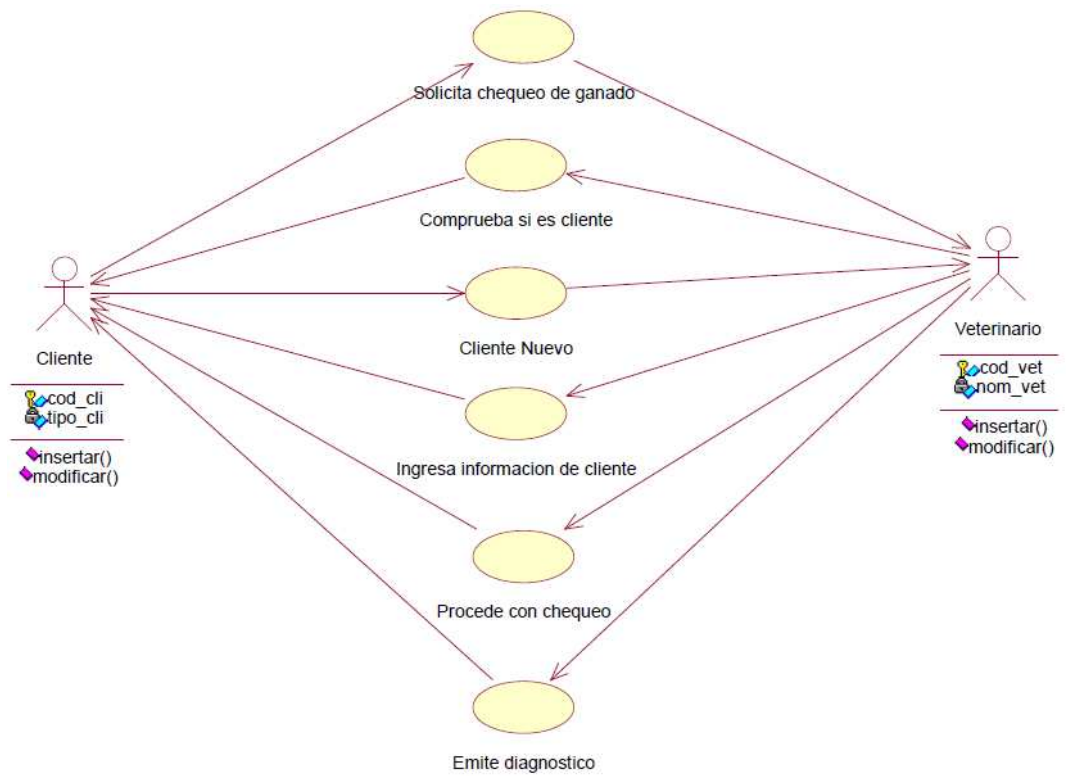 Solicita chequeo de ganado
Comprueba si es cliente
Cliente Nuevo
Ingresa informacion de cliente
Procede con chequeo
Emite diagnostico
Cliente
cod_cli
tipo_cli
insertar()
modificar()
Veterinario
cod_vet
nom_vet
insertar()
modificar()